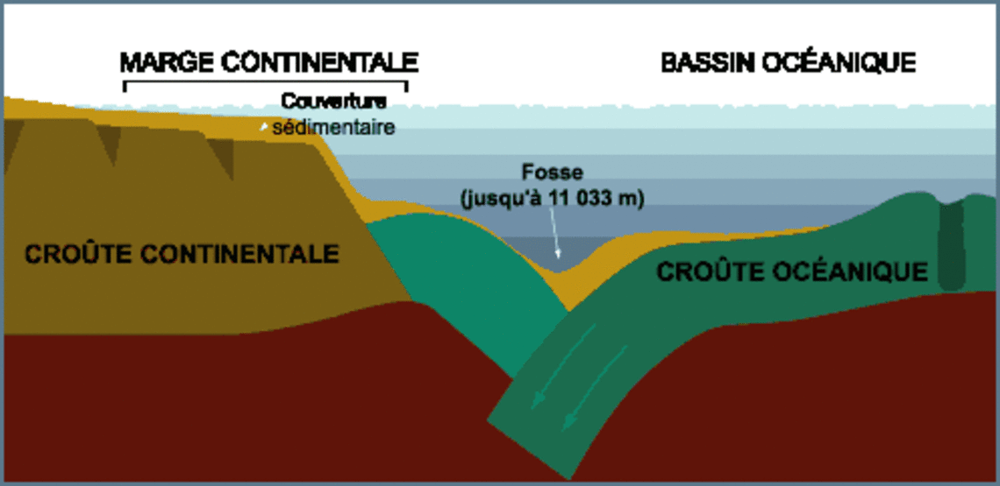 MARGE CONTINENTALE
BASSIN OCÉANIQUE
Couverture
sédimentaire
Fosse
(jusqu'à 11 033 m)
CROÛTE CONTINENTALE
CROÛTE OCÉANIQUE